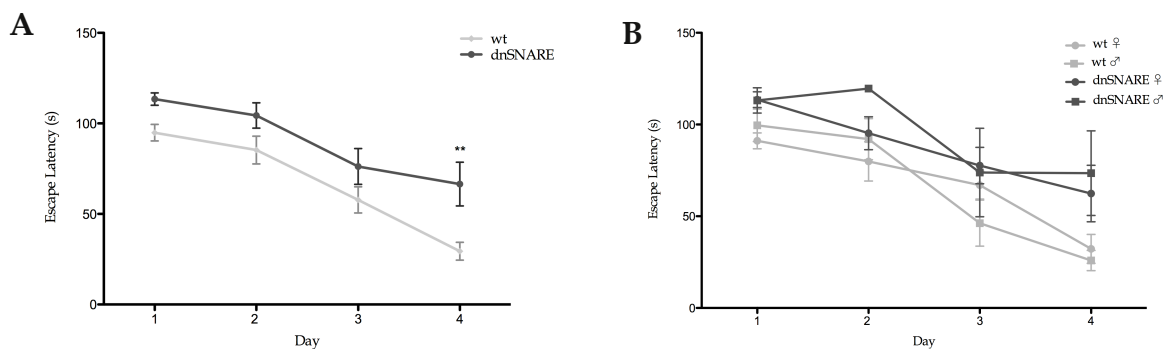 A
150
100
50
0
Escape Latency (s)
1 2 3 4
Day
wt
dnSNARE
**
B
150
100
50
0
Escape Latency (s)
1 2 3 4
Day
wt ♀
wt ♂
dnSNARE ♀
dnSNARE ♂